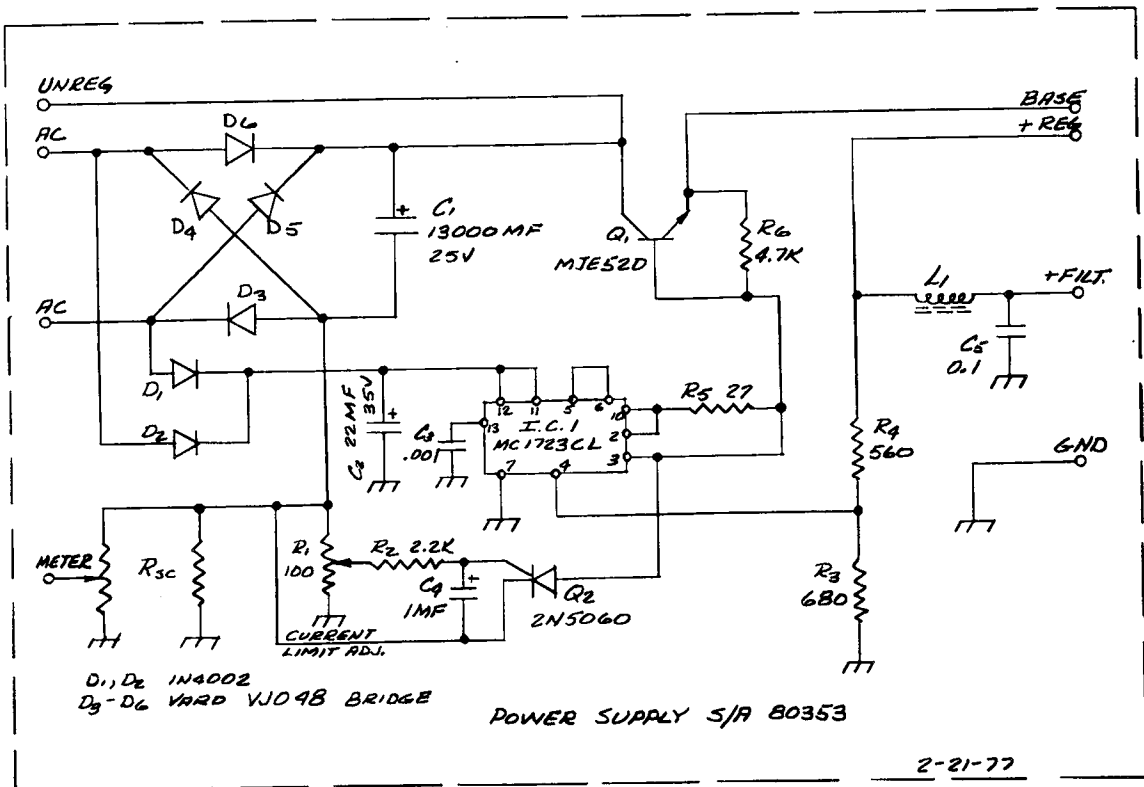 UNREG
BASE
+ REG
AC
D6
D4
D5
C1
13000 MF
25V
Q1
MJE520
R6
4.7K
L1
+FILT.
C5
0.1
D3
AC
D1
D2
C2 22MF
35V
C3
.001
12
11
5
6
13
10
2
3
7
4
I.C.1
MC1723CL
R5 27
R4
560
GND
METER
RSC
R1
100
R2 2.2K
C4
1MF
Q2
2N5060
R3
680
CURRENT
LIMIT ADJ.
D1, D2 IN4002
D3-D6 VARO VJ048 BRIDGE
POWER SUPPLY S/A 80353
2-21-77